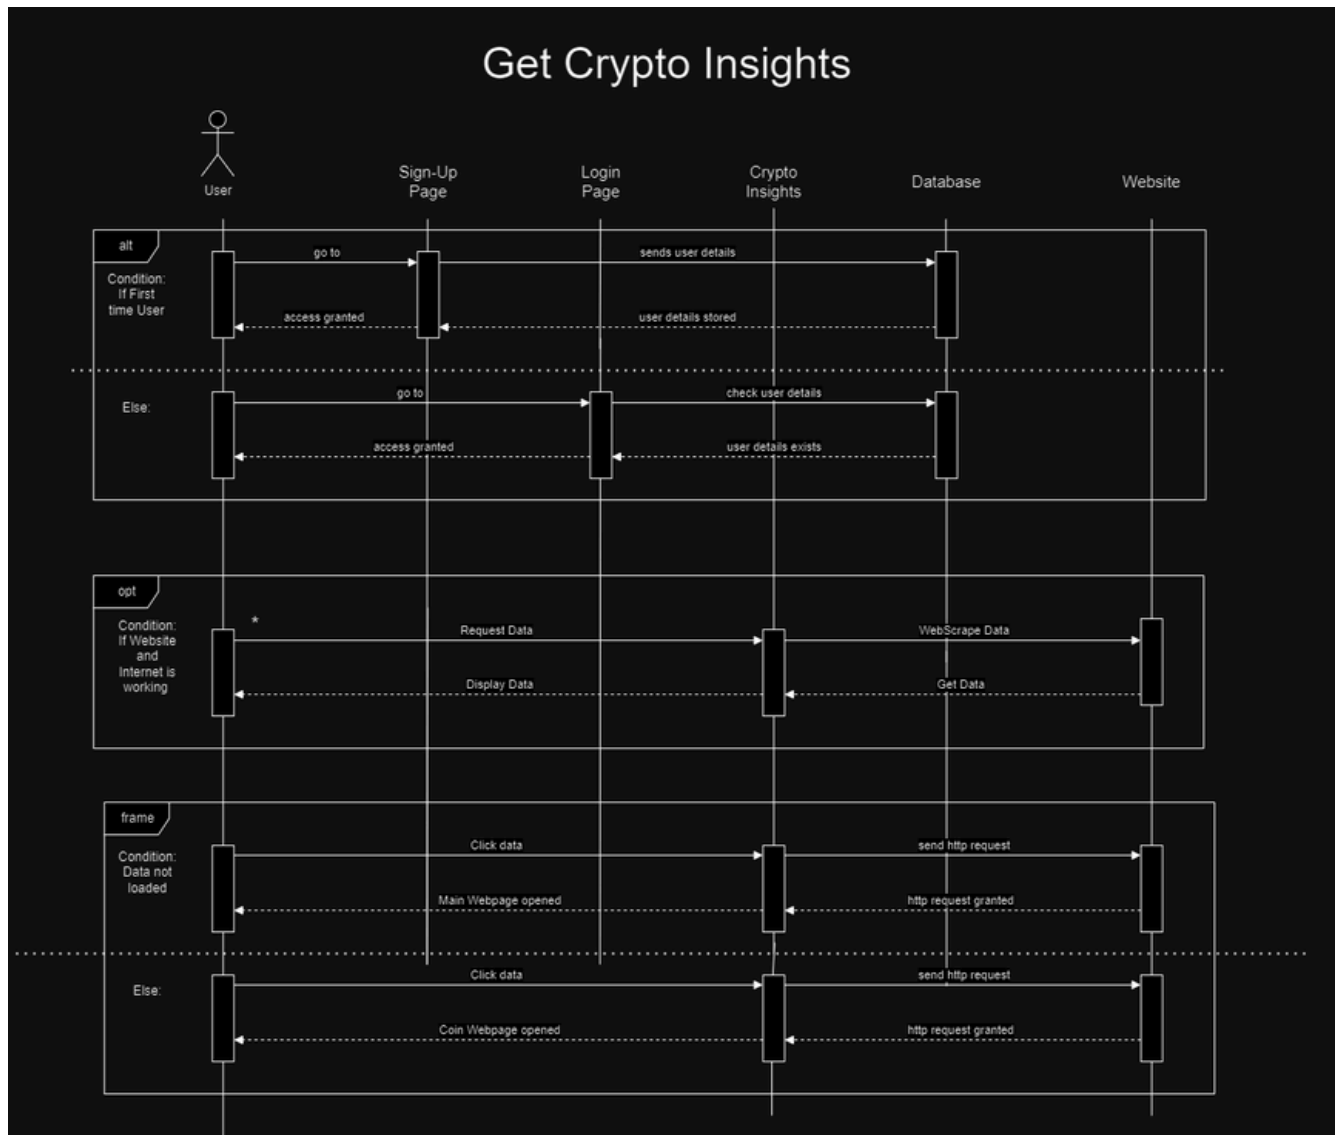 Get Crypto Insights
User
Sign-Up
Page
Login
Page
Crypto
Insights
Database
Website
alt
Condition:
If First
time User
go to
sends user details
access granted
user details stored
Else:
go to
check user details
access granted
user details exists
opt
Condition:
If Website
and
Internet is
working
*
Request Data
WebScrape Data
Display Data
Get Data
frame
Condition:
Data not
loaded
Click data
send http request
Main Webpage opened
http request granted
Else:
Click data
send http request
Coin Webpage opened
http request granted